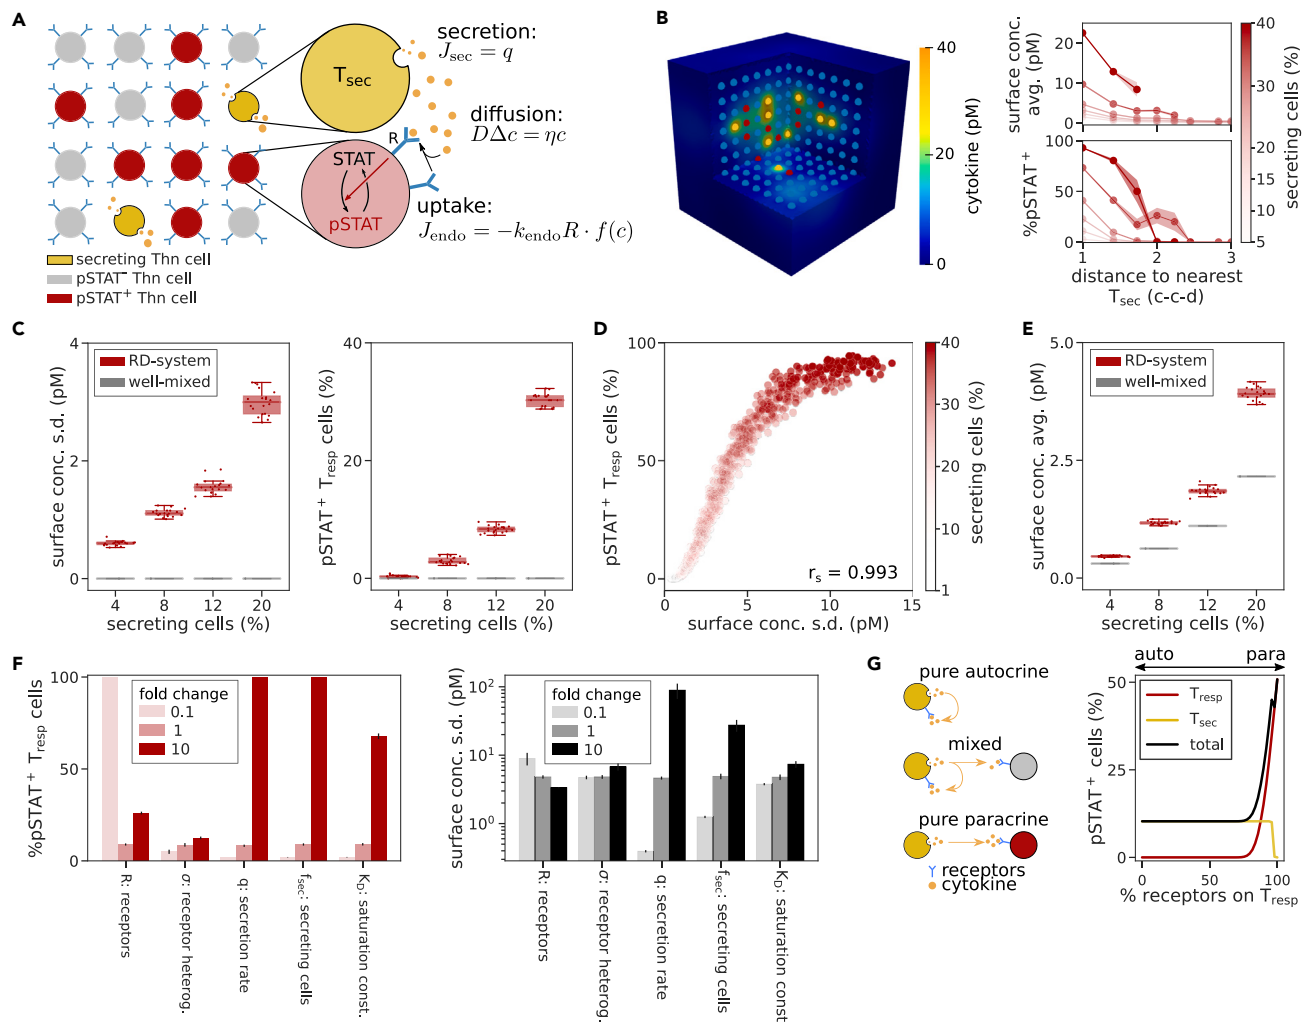 A
secretion:
J_sec = q
T_sec
diffusion:
DΔc = ηc
R
STAT
pSTAT
uptake:
J_endo = −k_endo R · f(c)
secreting Thn cell
pSTAT⁻ Thn cell
pSTAT⁺ Thn cell
B
40
20
0
cytokine (pM)
surface conc.
avg. (pM)
20
10
0
%pSTAT⁺
100
50
0
1
2
3
distance to nearest
T_sec (c-c-d)
40
35
30
25
20
15
10
5
secreting cells (%)
C
surface conc. s.d. (pM)
4
2
0
RD-system
well-mixed
4
8
12
20
secreting cells (%)
pSTAT⁺ T_resp cells (%)
40
30
10
0
4
8
12
20
secreting cells (%)
D
pSTAT⁺ T_resp cells (%)
100
50
0
r_s = 0.993
0
5
10
15
surface conc. s.d. (pM)
40
30
20
10
1
secreting cells (%)
E
surface conc. avg. (pM)
5.0
2.5
0.0
RD-system
well-mixed
4
8
12
20
secreting cells (%)
F
%pSTAT⁺ T_resp cells
100
50
0
fold change
0.1
1
10
R: receptors
σ: receptor heterog.
q: secretion rate
f_sec: secreting cells
K_D: saturation const.
surface conc. s.d. (pM)
10²
10¹
10⁰
fold change
0.1
1
10
R: receptors
σ: receptor heterog.
q: secretion rate
f_sec: secreting cells
K_D: saturation const.
G
pure autocrine
mixed
pure paracrine
receptors
cytokine
auto
para
pSTAT⁺ cells (%)
50
25
0
T_resp
T_sec
total
0
50
100
% receptors on T_resp